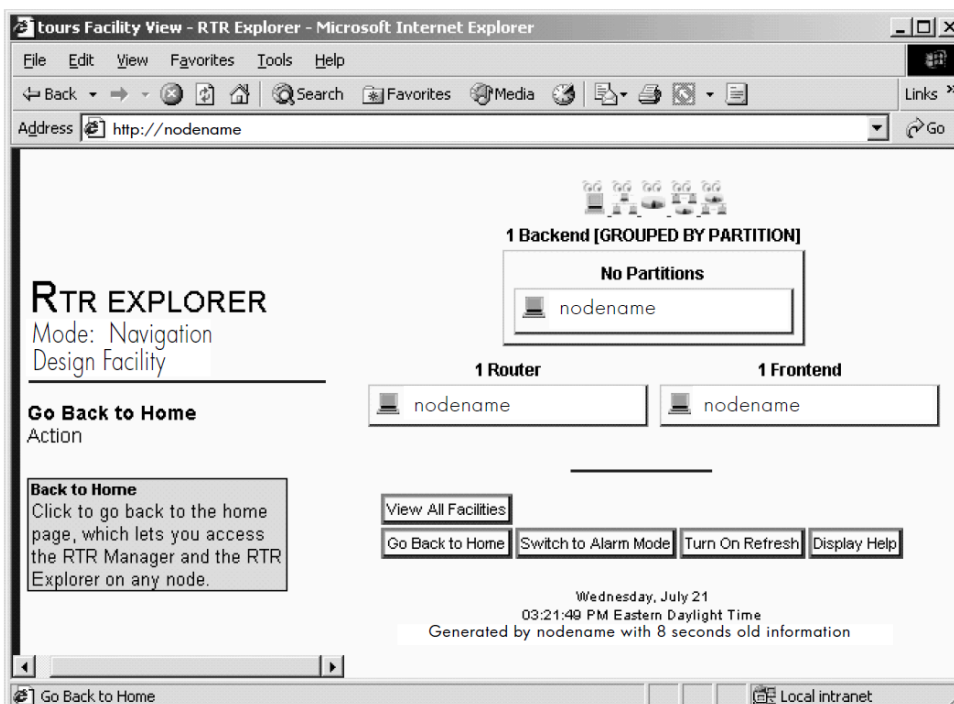 tours Facility View - RTR Explorer - Microsoft Internet Explorer
File Edit View Favorites Tools Help
Back Search Favorites Media Links »
Address http://nodename Go
RTR EXPLORER
Mode: Navigation
Design Facility
Go Back to Home
Action
Back to Home
Click to go back to the home
page, which lets you access
the RTR Manager and the RTR
Explorer on any node.
1 Backend [GROUPED BY PARTITION]
No Partitions
nodename
1 Router 1 Frontend
nodename nodename
View All Facilities
Go Back to Home Switch to Alarm Mode Turn On Refresh Display Help
Wednesday, July 21
03:21:49 PM Eastern Daylight Time
Generated by nodename with 8 seconds old information
Go Back to Home Local intranet